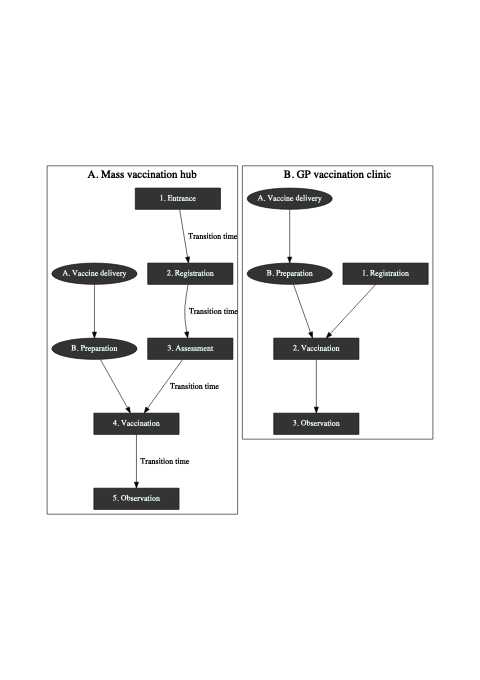 A. Mass vaccination hub
1. Entrance
Transition time
A. Vaccine delivery
2. Registration
Transition time
B. Preparation
3. Assessment
Transition time
4. Vaccination
Transition time
5. Observation
B. GP vaccination clinic
A. Vaccine delivery
B. Preparation
1. Registration
2. Vaccination
3. Observation